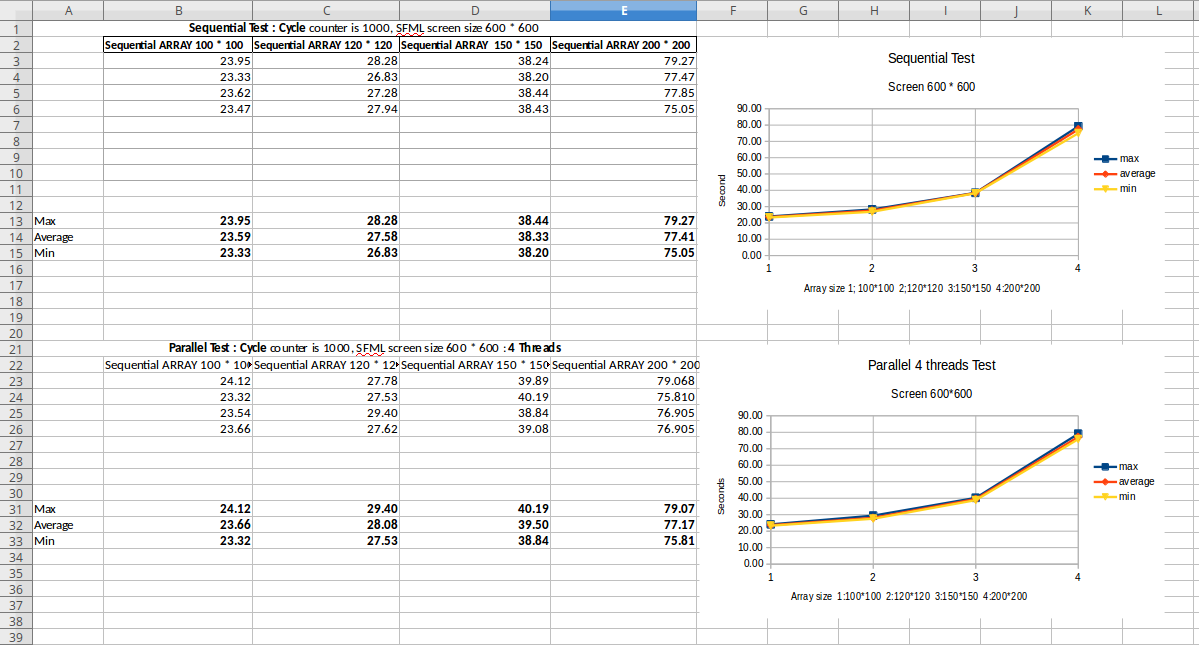 A B C D E F G H I J K L
1 Sequential Test : Cycle counter is 1000, SFML screen size 600 * 600
2 Sequential ARRAY 100 * 100 Sequential ARRAY 120 * 120 Sequential ARRAY 150 * 150 Sequential ARRAY 200 * 200
3 23.95 28.28 38.24 79.27
4 23.33 26.83 38.20 77.47
5 23.62 27.28 38.44 77.85
6 23.47 27.94 38.43 75.05
7
8
9
10
11
12
13 Max 23.95 28.28 38.44 79.27
14 Average 23.59 27.58 38.33 77.41
15 Min 23.33 26.83 38.20 75.05
16
17
18
19
20
Sequential Test
Screen 600 * 600
90.00
80.00
70.00
60.00
50.00
40.00
30.00
20.00
10.00
0.00
Second
1 2 3 4
Array size 1; 100*100 2;120*120 3:150*150 4:200*200
max
average
min
21 Parallel Test : Cycle counter is 1000, SFML screen size 600 * 600 : 4 Threads
22 Sequential ARRAY 100 * 10 Sequential ARRAY 120 * 12 Sequential ARRAY 150 * 150 Sequential ARRAY 200 * 200
23 24.12 27.78 39.89 79.068
24 23.32 27.53 40.19 75.810
25 23.54 29.40 38.84 76.905
26 23.66 27.62 39.08 76.905
27
28
29
30
31 Max 24.12 29.40 40.19 79.07
32 Average 23.66 28.08 39.50 77.17
33 Min 23.32 27.53 38.84 75.81
34
35
36
37
38
39
Parallel 4 threads Test
Screen 600*600
90.00
80.00
70.00
60.00
50.00
40.00
30.00
20.00
10.00
0.00
Seconds
1 2 3 4
Array size 1:100*100 2:120*120 3:150*150 4:200*200
max
average
min